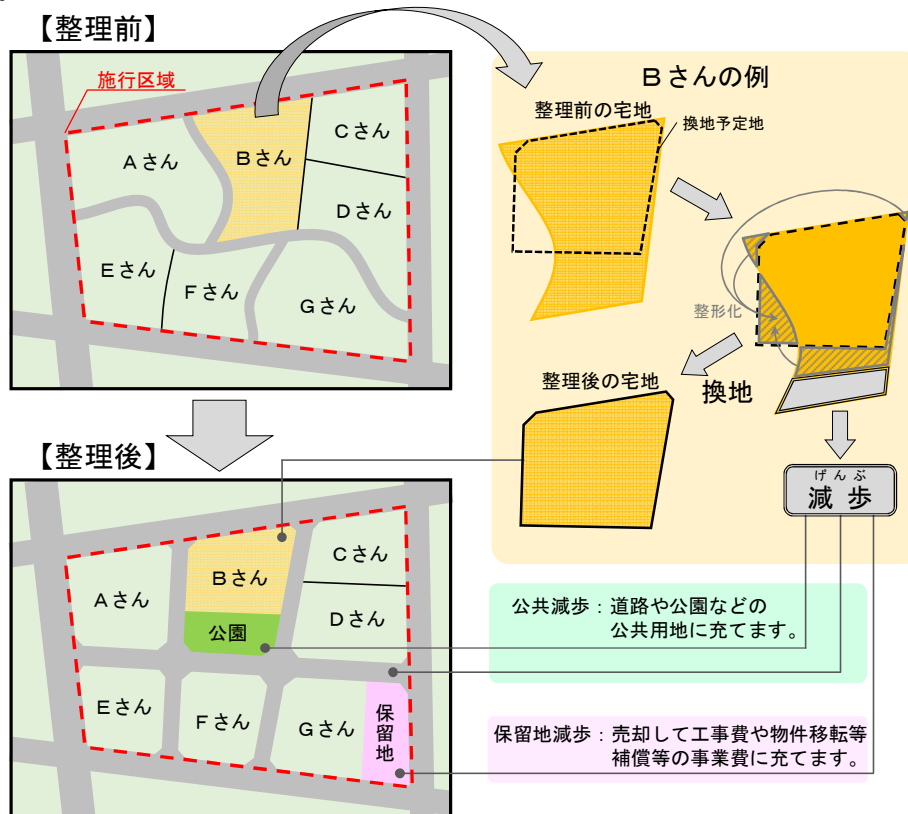 【整理前】
施行区域
Aさん
Bさん
Cさん
Dさん
Eさん
Fさん
Gさん
Bさんの例
整理前の宅地
換地予定地
整形化
換地
整理後の宅地
げんぶ
減歩
【整理後】
Aさん
Bさん
公園
Cさん
Dさん
Eさん
Fさん
Gさん
保留地
公共減歩：道路や公園などの
公共用地に充てます。
保留地減歩：売却して工事費や物件移転等
補償等の事業費に充てます。